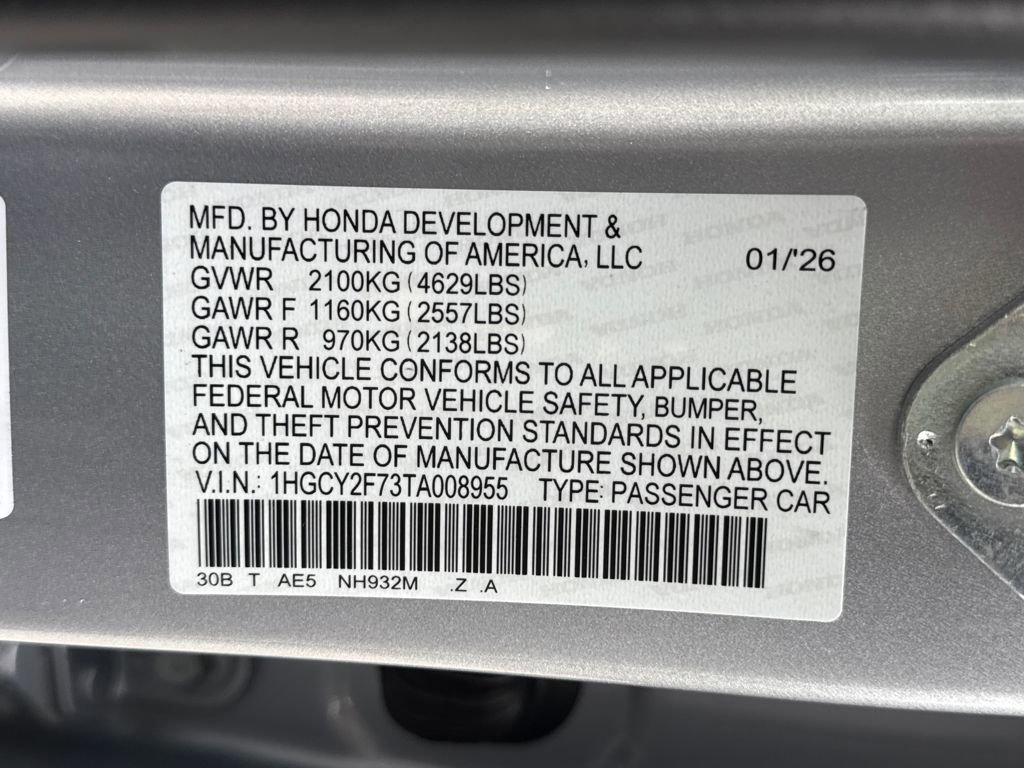 MFD. BY HONDA DEVELOPMENT &
MANUFACTURING OF AMERICA, LLC 01/'26
GVWR 2100KG (4629LBS)
GAWR F 1160KG (2557LBS)
GAWR R 970KG (2138LBS)
THIS VEHICLE CONFORMS TO ALL APPLICABLE
FEDERAL MOTOR VEHICLE SAFETY, BUMPER,
AND THEFT PREVENTION STANDARDS IN EFFECT
ON THE DATE OF MANUFACTURE SHOWN ABOVE.
V.I.N.: 1HGCY2F73TA008955 TYPE: PASSENGER CAR
30B T AE5 NH932M .Z .A